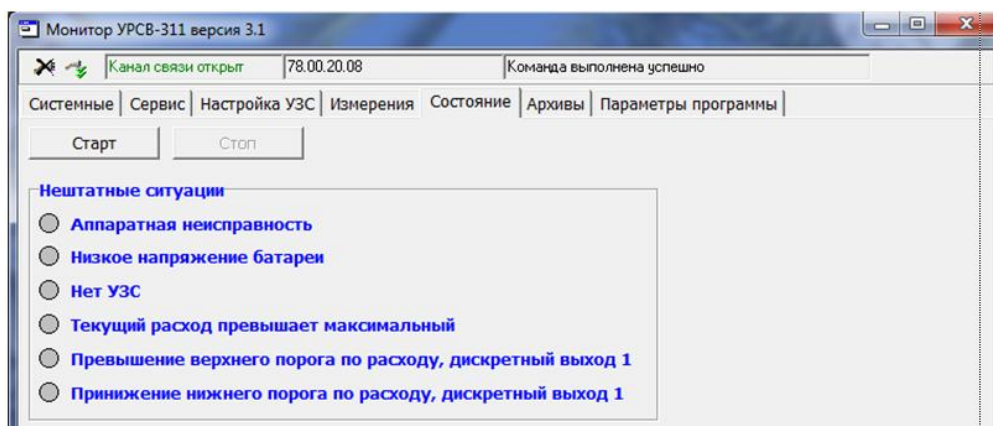 Монитор УРСВ-311 версия 3.1
Канал связи открыт 78.00.20.08 Команда выполнена успешно
Системные Сервис Настройка УЗС Измерения Состояние Архивы Параметры программы
Старт Стоп
Нештатные ситуации
Аппаратная неисправность
Низкое напряжение батареи
Нет УЗС
Текущий расход превышает максимальный
Превышение верхнего порога по расходу, дискретный выход 1
Принижение нижнего порога по расходу, дискретный выход 1